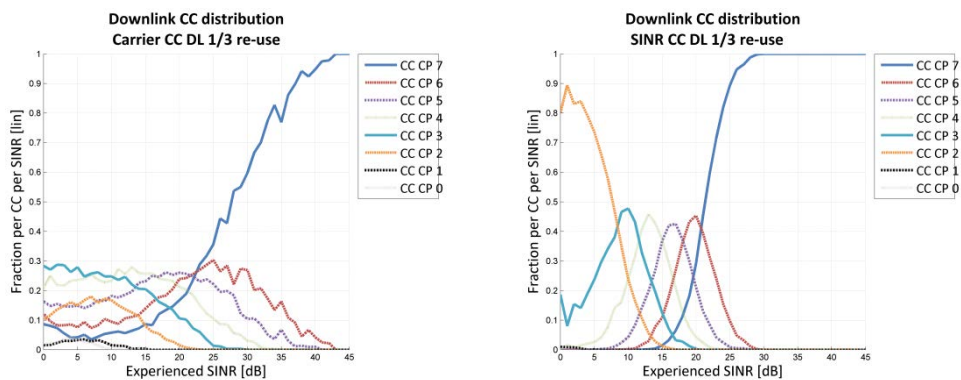 Downlink CC distribution
Carrier CC DL 1/3 re-use
Fraction per CC per SINR [lin]
1
0.9
0.8
0.7
0.6
0.5
0.4
0.3
0.2
0.1
0
0 5 10 15 20 25 30 35 40 45
Experienced SINR [dB]
CC CP 7
CC CP 6
CC CP 5
CC CP 4
CC CP 3
CC CP 2
CC CP 1
CC CP 0
Downlink CC distribution
SINR CC DL 1/3 re-use
Fraction per CC per SINR [lin]
1
0.9
0.8
0.7
0.6
0.5
0.4
0.3
0.2
0.1
0
0 5 10 15 20 25 30 35 40 45
Experienced SINR [dB]
CC CP 7
CC CP 6
CC CP 5
CC CP 4
CC CP 3
CC CP 2
CC CP 1
CC CP 0